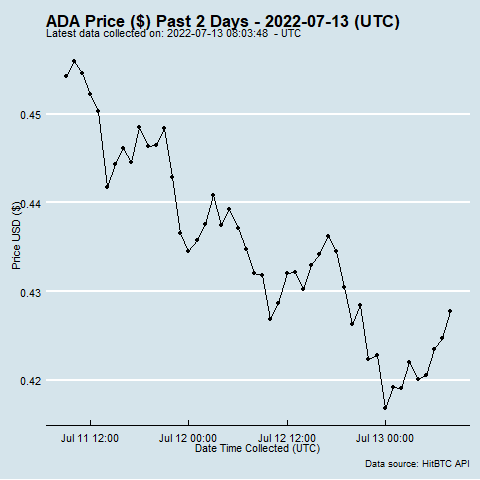 ADA Price ($) Past 2 Days - 2022-07-13 (UTC)
Latest data collected on: 2022-07-13 08:03:48 - UTC
Price USD ($)
0.45
0.44
0.43
0.42
Jul 11 12:00
Jul 12 00:00
Jul 12 12:00
Jul 13 00:00
Date Time Collected (UTC)
Data source: HitBTC API